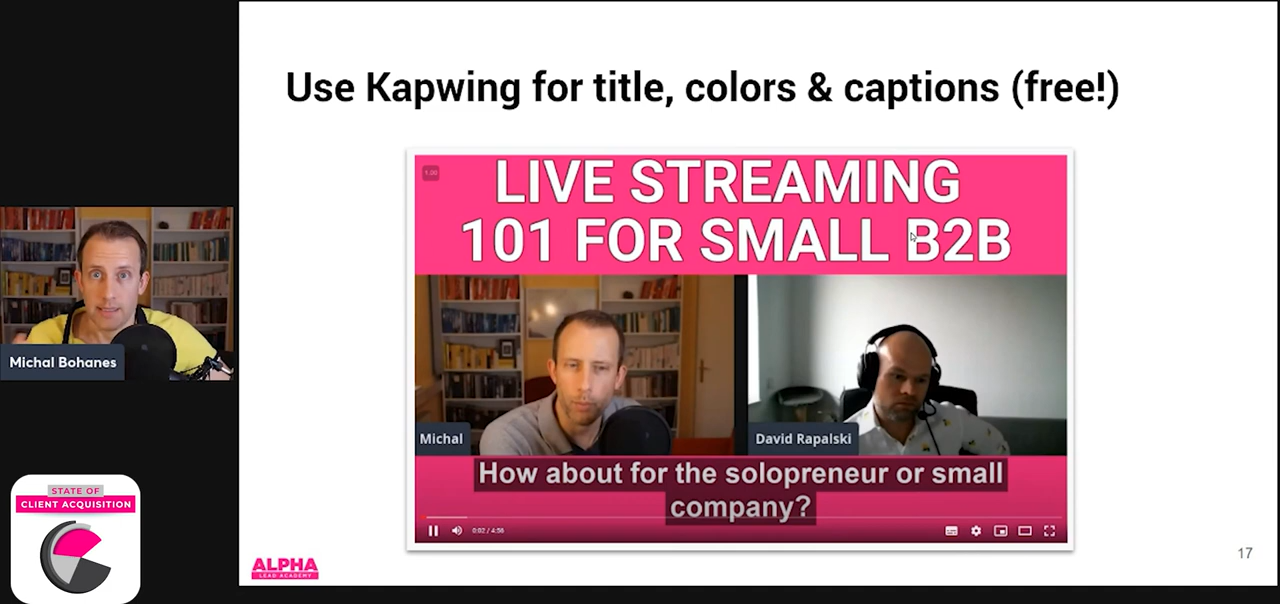 Use Kapwing for title, colors & captions (free!)
1.00
LIVE STREAMING
101 FOR SMALL B2B
Michal
David Rapalski
How about for the solopreneur or small
company?
0:02 / 4:56
Michal Bohanes
STATE OF
CLIENT ACQUISITION
ALPHA
LEAD ACADEMY
17